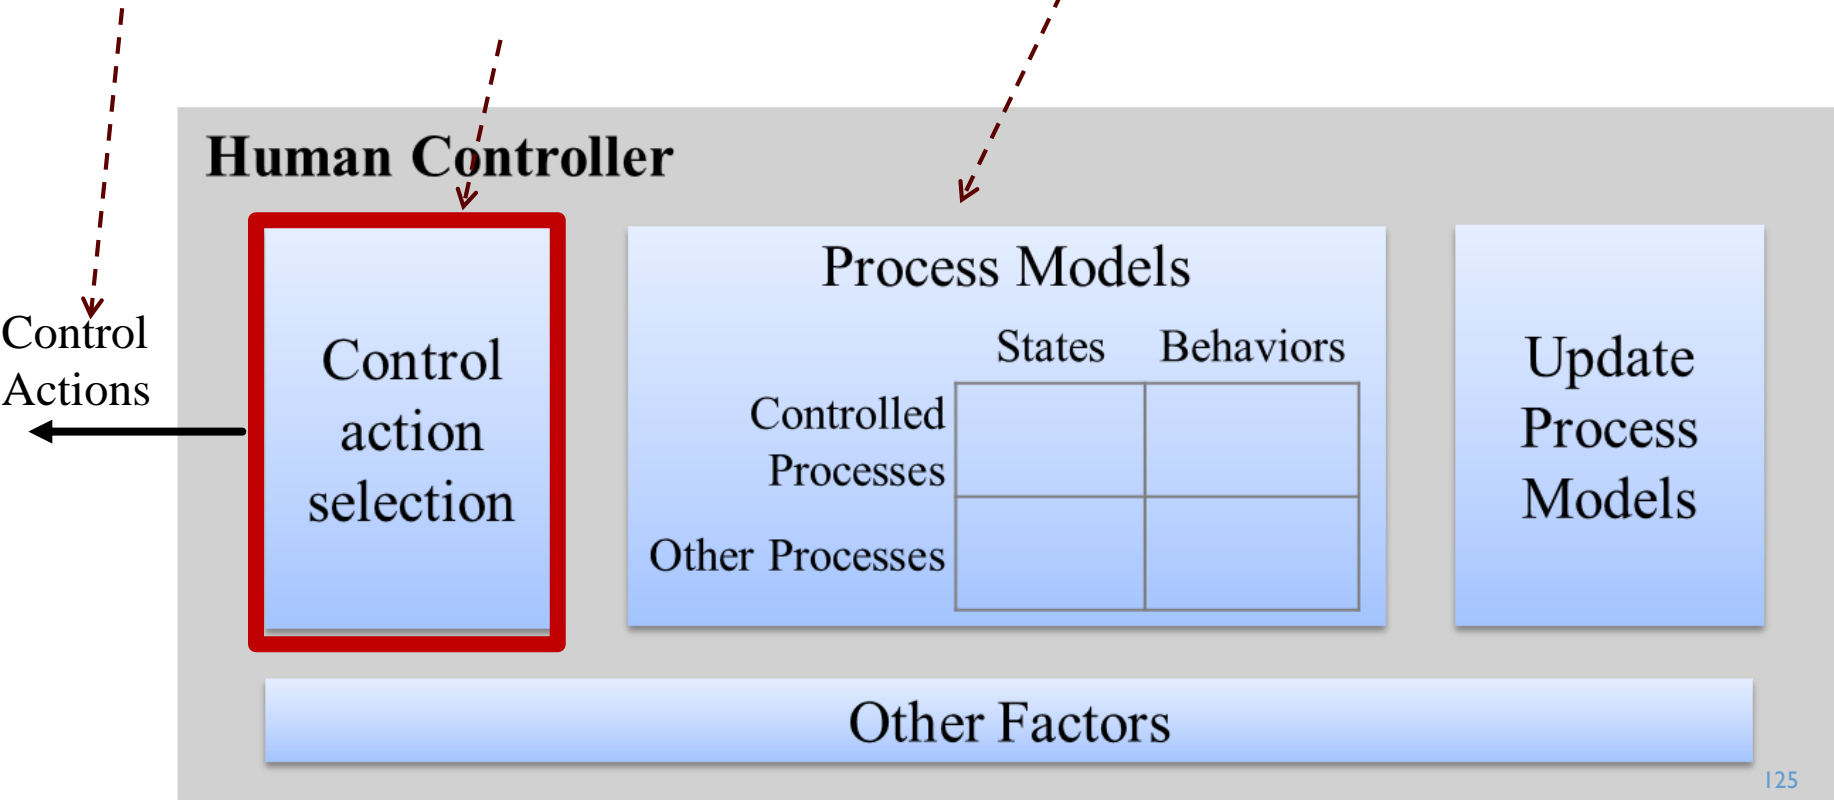 Human Controller
Control
Actions
Control
action
selection
Process Models
States Behaviors
Controlled
Processes
Other Processes
Update
Process
Models
Other Factors
125